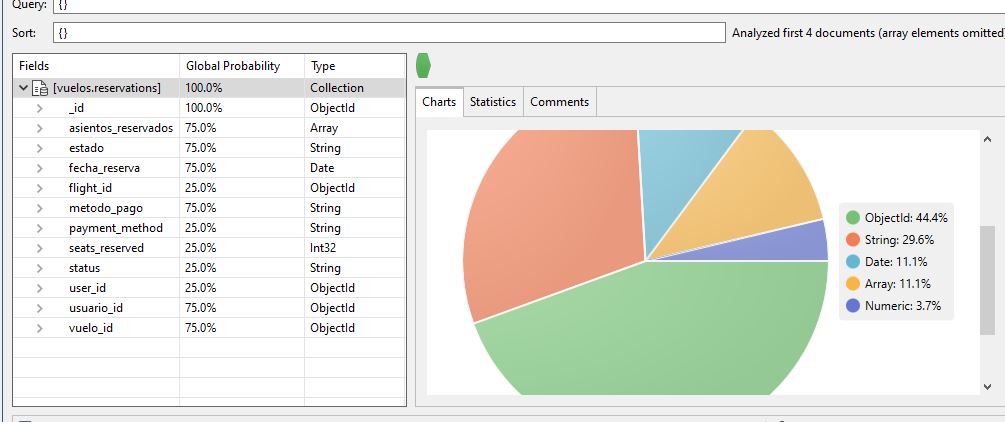 Query: {}
Sort: {} Analyzed first 4 documents (array elements omitted)
Fields Global Probability Type
[vuelos.reservations] 100.0% Collection
_id 100.0% ObjectId
asientos_reservados 75.0% Array
estado 75.0% String
fecha_reserva 75.0% Date
flight_id 25.0% ObjectId
metodo_pago 75.0% String
payment_method 25.0% String
seats_reserved 25.0% Int32
status 25.0% String
user_id 25.0% ObjectId
usuario_id 75.0% ObjectId
vuelo_id 75.0% ObjectId
Charts Statistics Comments
ObjectId: 44.4%
String: 29.6%
Date: 11.1%
Array: 11.1%
Numeric: 3.7%